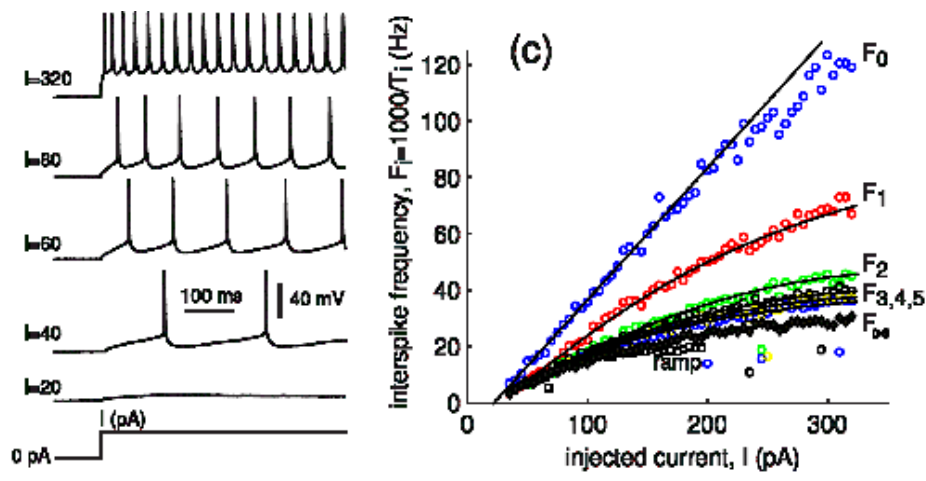 I=320
I=80
I=60
100 ms
40 mV
I=40
I=20
I (pA)
0 pA
(c)
interspike frequency, Fi=1000/Ti (Hz)
120
100
80
60
40
20
0
F0
F1
F2
F3,4,5
F∞
ramp
0
100
200
300
injected current, I (pA)